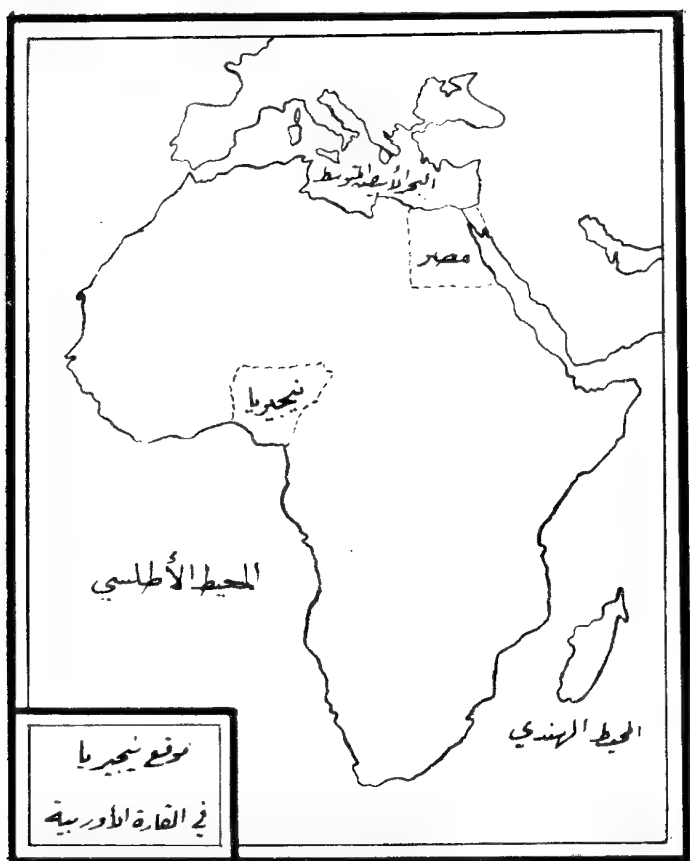 البحر الأبيض المتوسط
مصر
نيجيريا
المحيط الأطلسي
المحيط الهندي
موقع نيجيريا
في القارة الأوربية